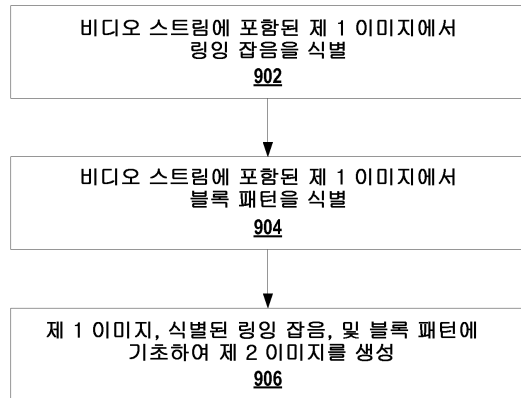 비디오 스트림에 포함된 제 1 이미지에서
링잉 잡음을 식별
902
비디오 스트림에 포함된 제 1 이미지에서
블록 패턴을 식별
904
제 1 이미지, 식별된 링잉 잡음, 및 블록 패턴에
기초하여 제 2 이미지를 생성
906